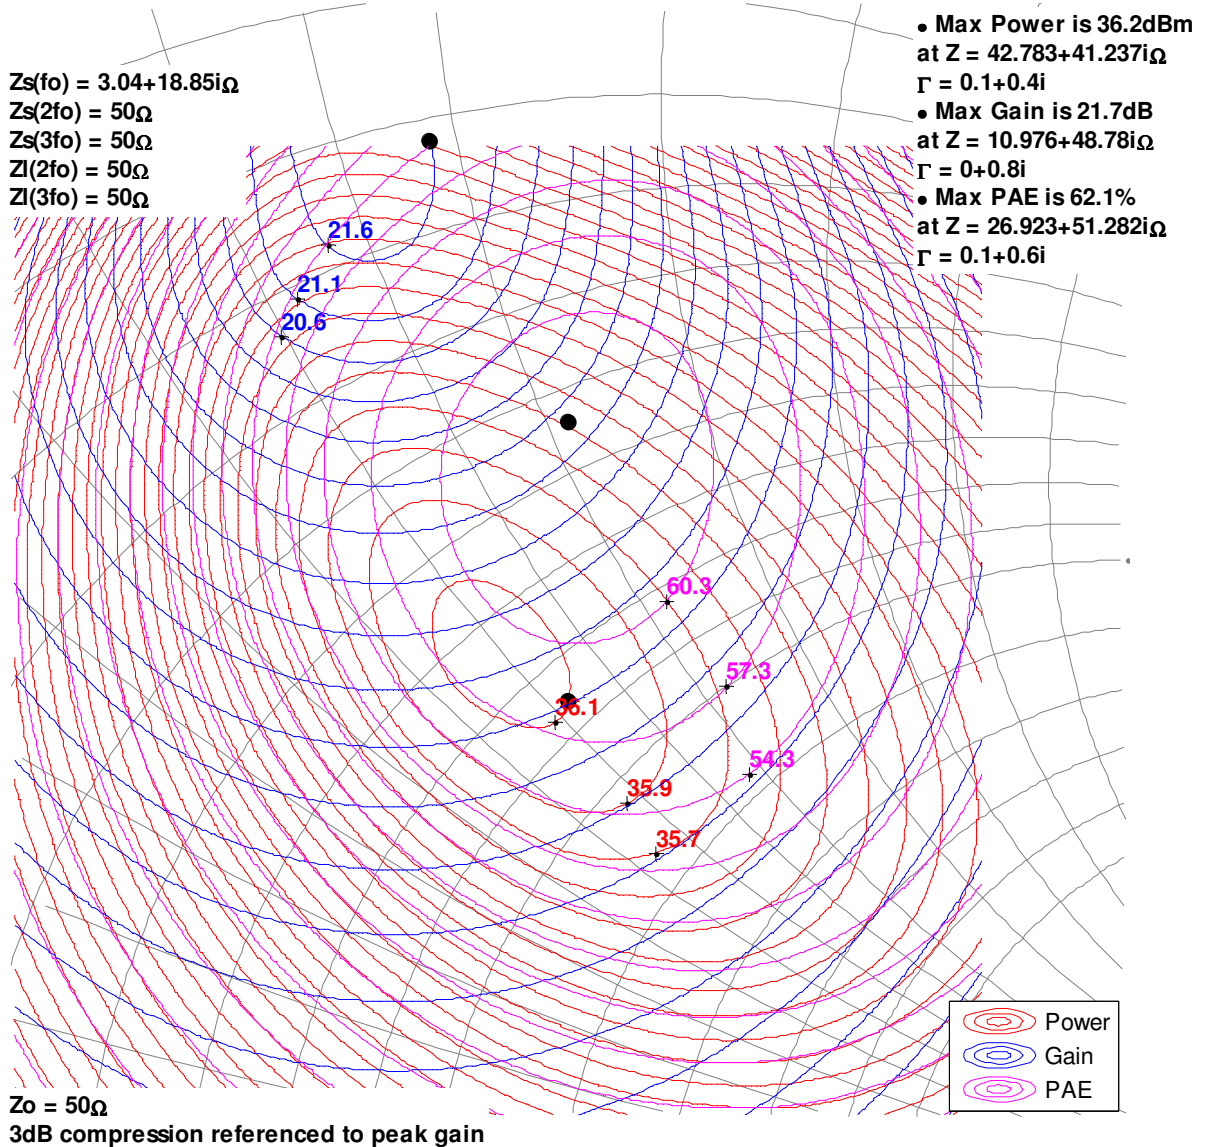 • Max Power is 36.2dBm
at Z = 42.783+41.237iΩ
Γ = 0.1+0.4i
• Max Gain is 21.7dB
at Z = 10.976+48.78iΩ
Γ = 0+0.8i
• Max PAE is 62.1%
at Z = 26.923+51.282iΩ
Γ = 0.1+0.6i
Zs(fo) = 3.04+18.85iΩ
Zs(2fo) = 50Ω
Zs(3fo) = 50Ω
Zl(2fo) = 50Ω
Zl(3fo) = 50Ω
21.6
21.1
20.6
60.3
57.3
36.1
54.3
35.9
35.7
Power
Gain
PAE
Zo = 50Ω
3dB compression referenced to peak gain